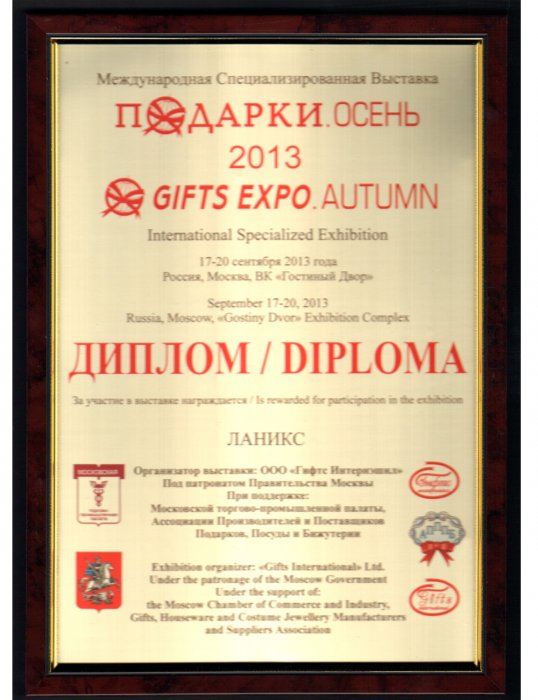 Международная Специализированная Выставка
ПОДАРКИ.ОСЕНЬ
2013
GIFTS EXPO.AUTUMN
International Specialized Exhibition
17-20 сентября 2013 года
Россия, Москва, ВК «Гостиный Двор»
September 17-20, 2013
Russia, Moscow, «Gostiny Dvor» Exhibition Complex
ДИПЛОМ / DIPLOMA
За участие в выставке награждается / Is rewarded for participation in the exhibition
ЛАНИКС
МОСКОВСКАЯ
Организатор выставки: ООО «Гифтс Интернэшнл»
Под патронатом Правительства Москвы
При поддержке:
Московской торгово-промышленной палаты,
Ассоциации Производителей и Поставщиков
Подарков, Посуды и Бижутерии
Exhibition organizer: «Gifts International» Ltd.
Under the patronage of the Moscow Government
Under the support of:
the Moscow Chamber of Commerce and Industry,
Gifts, Houseware and Costume Jewellery Manufacturers
and Suppliers Association
Gifts